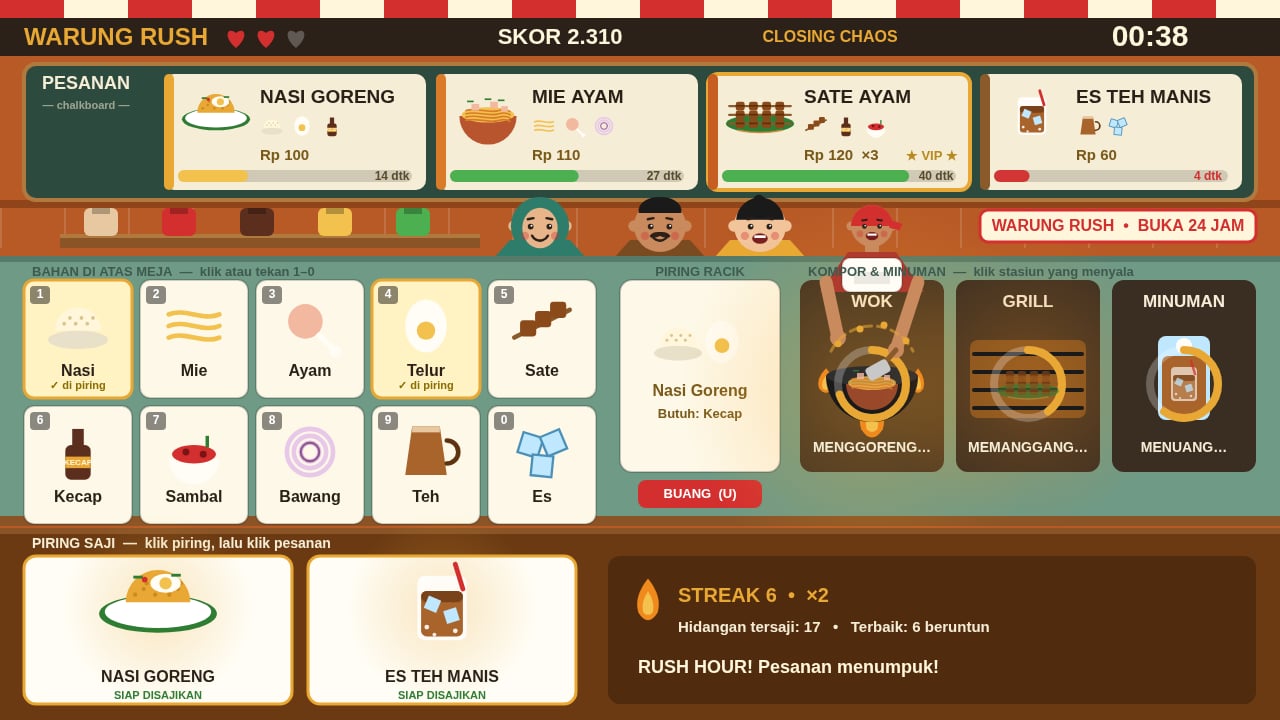 WARUNG RUSH
SKOR 2.310
CLOSING CHAOS
00:38
PESANAN
— chalkboard —
NASI GORENG
Rp 100
14 dtk
MIE AYAM
Rp 110
27 dtk
SATE AYAM
Rp 120 ×3
★ VIP ★
40 dtk
ES TEH MANIS
Rp 60
4 dtk
WARUNG RUSH • BUKA 24 JAM
BAHAN DI ATAS MEJA — klik atau tekan 1–0
PIRING RACIK
KOMPOR & MINUMAN — klik stasiun yang menyala
1
Nasi
✓ di piring
2
Mie
3
Ayam
4
Telur
✓ di piring
5
Sate
6
KECAP
Kecap
7
Sambal
8
Bawang
9
Teh
0
Es
Nasi Goreng
Butuh: Kecap
BUANG (U)
WOK
MENGGORENG…
GRILL
MEMANGGANG…
MINUMAN
MENUANG…
PIRING SAJI — klik piring, lalu klik pesanan
NASI GORENG
SIAP DISAJIKAN
ES TEH MANIS
SIAP DISAJIKAN
STREAK 6 • ×2
Hidangan tersaji: 17 • Terbaik: 6 beruntun
RUSH HOUR! Pesanan menumpuk!